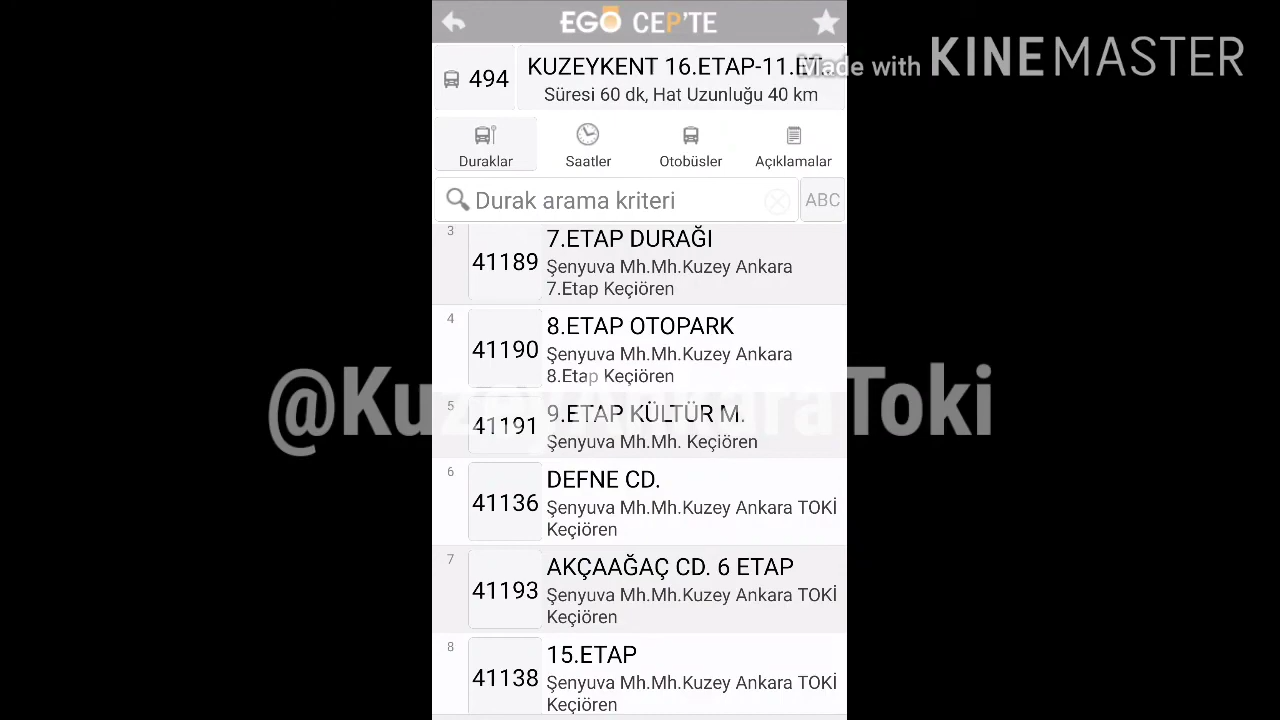 EGO CEP'TE
Made with KINEMASTER
494
KUZEYKENT 16.ETAP-11.ET..
Süresi 60 dk, Hat Uzunluğu 40 km
Duraklar
Saatler
Otobüsler
Açıklamalar
Durak arama kriteri
ABC
3
41189
7.ETAP DURAĞI
Şenyuva Mh.Mh.Kuzey Ankara
7.Etap Keçiören
4
41190
8.ETAP OTOPARK
Şenyuva Mh.Mh.Kuzey Ankara
8.Etap Keçiören
@KuzeyAnkaraToki
5
41191
9.ETAP KÜLTÜR M.
Şenyuva Mh.Mh. Keçiören
6
41136
DEFNE CD.
Şenyuva Mh.Mh.Kuzey Ankara TOKİ
Keçiören
7
41193
AKÇAAĞAÇ CD. 6 ETAP
Şenyuva Mh.Mh.Kuzey Ankara TOKİ
Keçiören
8
41138
15.ETAP
Şenyuva Mh.Mh.Kuzey Ankara TOKİ
Keçiören